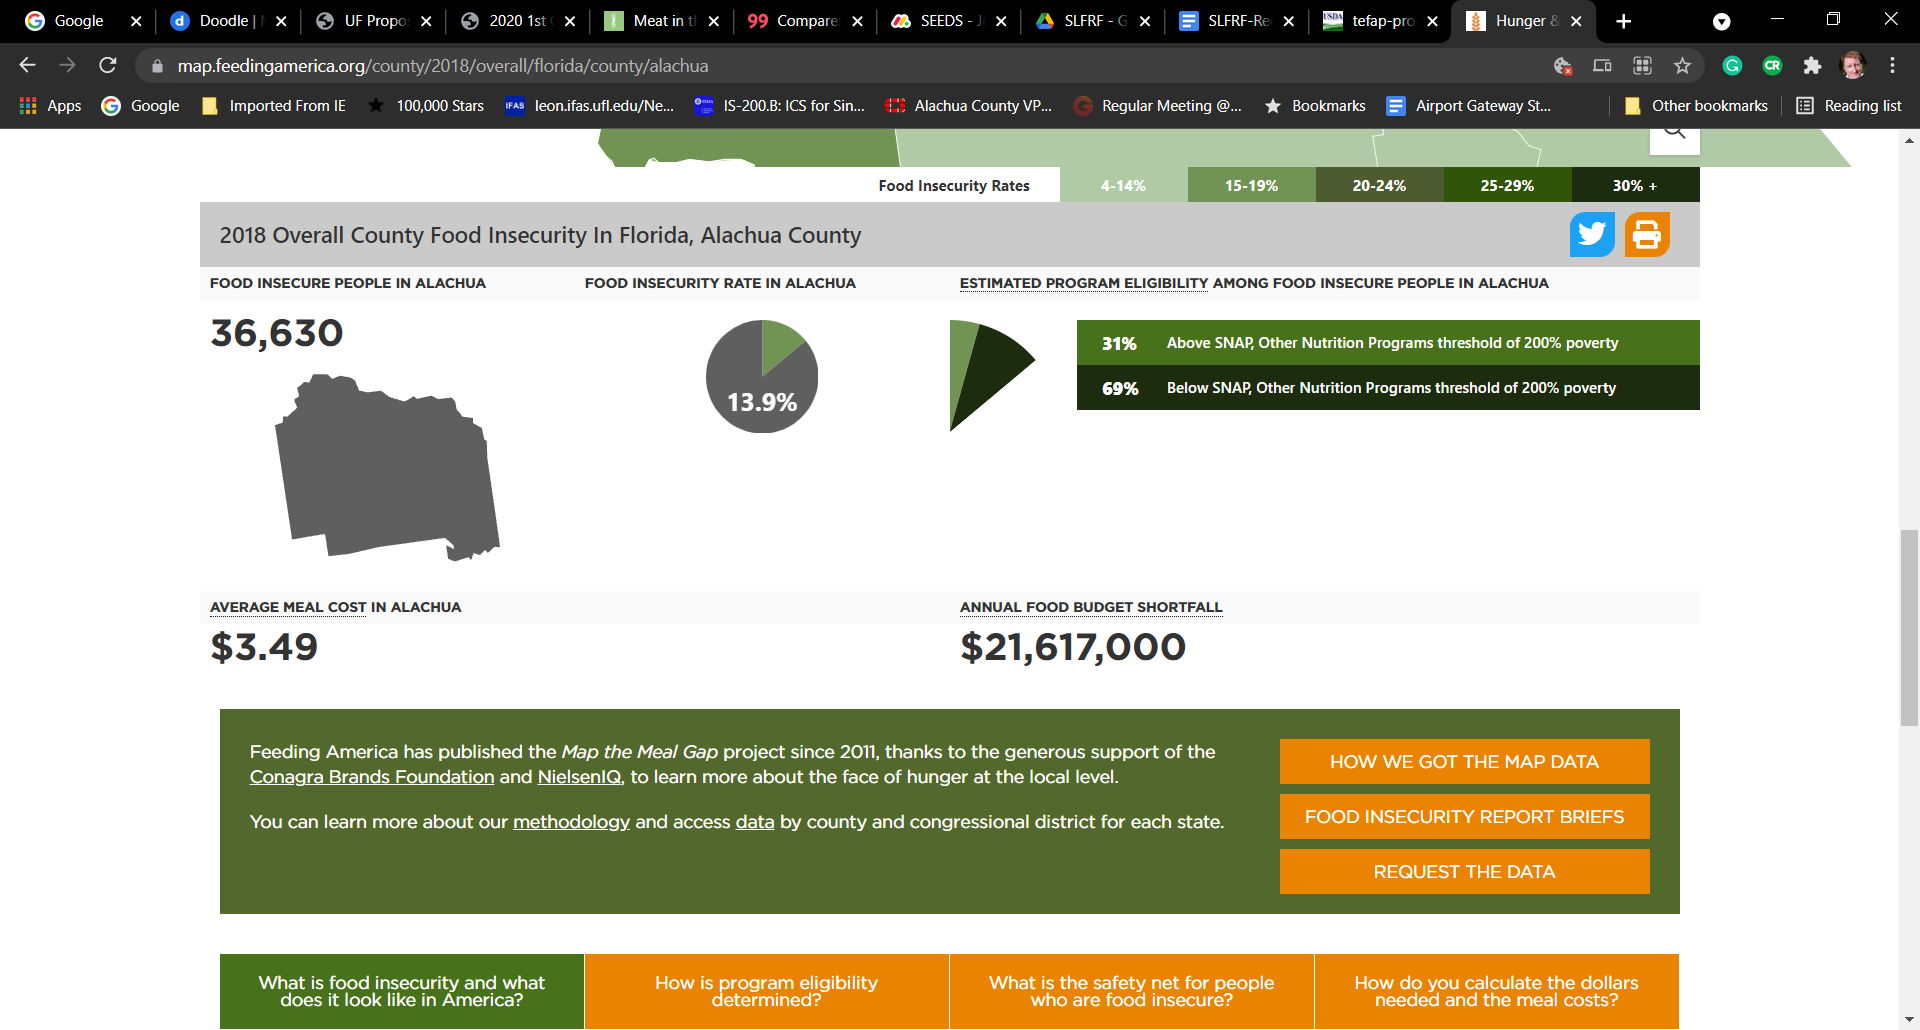 Google
Doodle |
UF Propo
2020 1st
Meat in t
99 Compare
SEEDS - J
SLFRF - G
SLFRF-Re
USDA tefap-pro
Hunger &
map.feedingamerica.org/county/2018/overall/florida/county/alachua
Apps
Google
Imported From IE
100,000 Stars
IFAS leon.ifas.ufl.edu/Ne...
IS-200.B: ICS for Sin...
Alachua County VP...
Regular Meeting @...
Bookmarks
Airport Gateway St...
Other bookmarks
Reading list
Food Insecurity Rates 4-14% 15-19% 20-24% 25-29% 30% +
2018 Overall County Food Insecurity In Florida, Alachua County
FOOD INSECURE PEOPLE IN ALACHUA
36,630
FOOD INSECURITY RATE IN ALACHUA
13.9%
ESTIMATED PROGRAM ELIGIBILITY AMONG FOOD INSECURE PEOPLE IN ALACHUA
31% Above SNAP, Other Nutrition Programs threshold of 200% poverty
69% Below SNAP, Other Nutrition Programs threshold of 200% poverty
AVERAGE MEAL COST IN ALACHUA
$3.49
ANNUAL FOOD BUDGET SHORTFALL
$21,617,000
Feeding America has published the Map the Meal Gap project since 2011, thanks to the generous support of the
Conagra Brands Foundation and NielsenIQ, to learn more about the face of hunger at the local level.
You can learn more about our methodology and access data by county and congressional district for each state.
HOW WE GOT THE MAP DATA
FOOD INSECURITY REPORT BRIEFS
REQUEST THE DATA
What is food insecurity and what
does it look like in America?
How is program eligibility
determined?
What is the safety net for people
who are food insecure?
How do you calculate the dollars
needed and the meal costs?